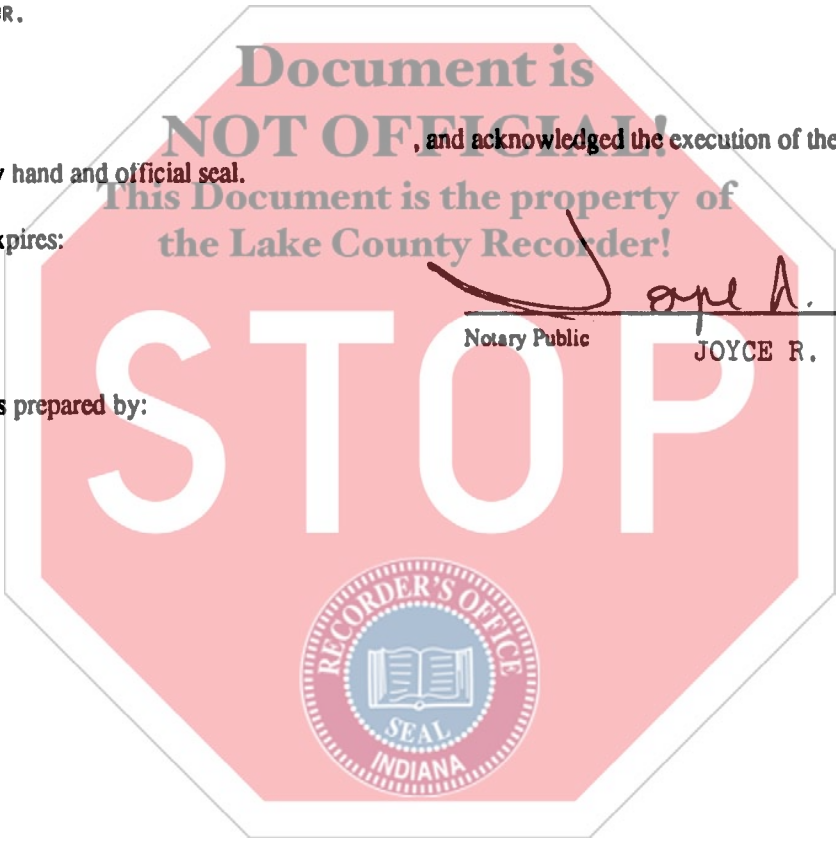 R.
Document is
NOT OFFICIAL!
, and acknowledged the execution of the
hand and official seal.
This Document is the property of
xpires:
the Lake County Recorder!
Joyce R.
Notary Public
JOYCE R.
s prepared by:
STOP
RECORDER'S OFFICE
SEAL
INDIANA